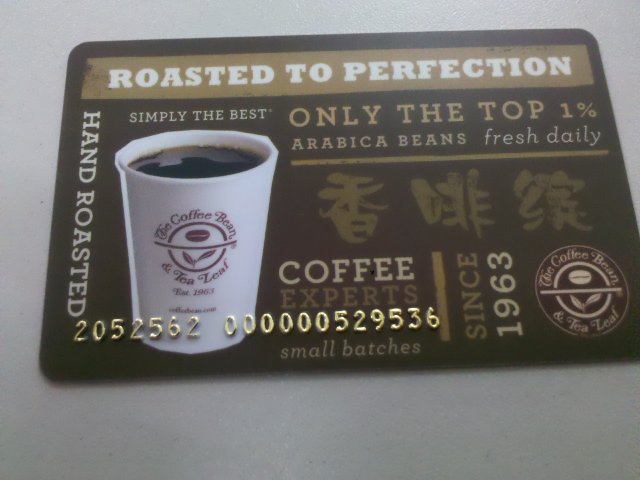 ROASTED TO PERFECTION
SIMPLY THE BEST
ONLY THE TOP 1%
ARABICA BEANS fresh daily
HAND ROASTED
香啡缤
The Coffee Bean
& Tea Leaf
Est. 1963
coffeebean.com
COFFEE
EXPERTS
SINCE
1963
The Coffee Bean
& Tea Leaf
2052562 000000529536
small batches